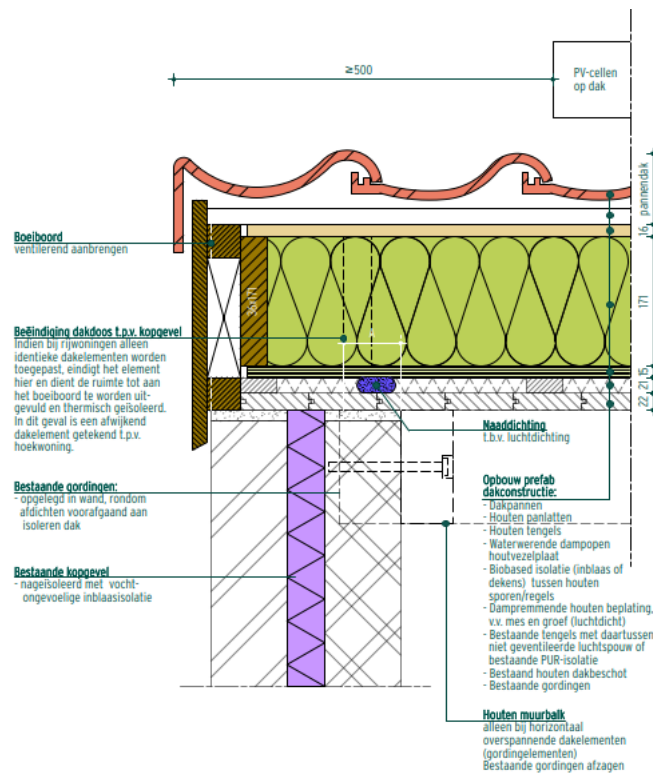 ≥500
PV-cellen
op dak
pannendak
16
171
15
21
22
36/171
Boeiboord
ventilerend aanbrengen
Beëindiging dakdoos t.p.v. kopgevel
Indien bij rijwoningen alleen
identieke dakelementen worden
toegepast, eindigt het element
hier en dient de ruimte tot aan
het boeiboord te worden uit-
gevuld en thermisch geïsoleerd.
In dit geval is een afwijkend
dakelement getekend t.p.v.
hoekwoning.
Bestaande gordingen:
- opgelegd in wand, rondom
afdichten voorafgaand aan
isoleren dak
Bestaande kopgevel
- nageïsoleerd met vocht-
ongevoelige inblaasisolatie
Naaddichting
t.b.v. luchtdichting
Opbouw prefab
dakconstructie:
- Dakpannen
- Houten panlatten
- Houten tengels
- Waterwerende dampopen
houtvezelplaat
- Biobased isolatie (inblaas of
dekens) tussen houten
sporen/regels
- Dampremmende houten beplating,
v.v. mes en groef (luchtdicht)
- Bestaande tengels met daartussen
niet geventileerde luchtspouw of
bestaande PUR-isolatie
- Bestaand houten dakbeschot
- Bestaande gordingen
Houten muurbalk
alleen bij horizontaal
overspannende dakelementen
(gordingelementen)
Bestaande gordingen afzagen